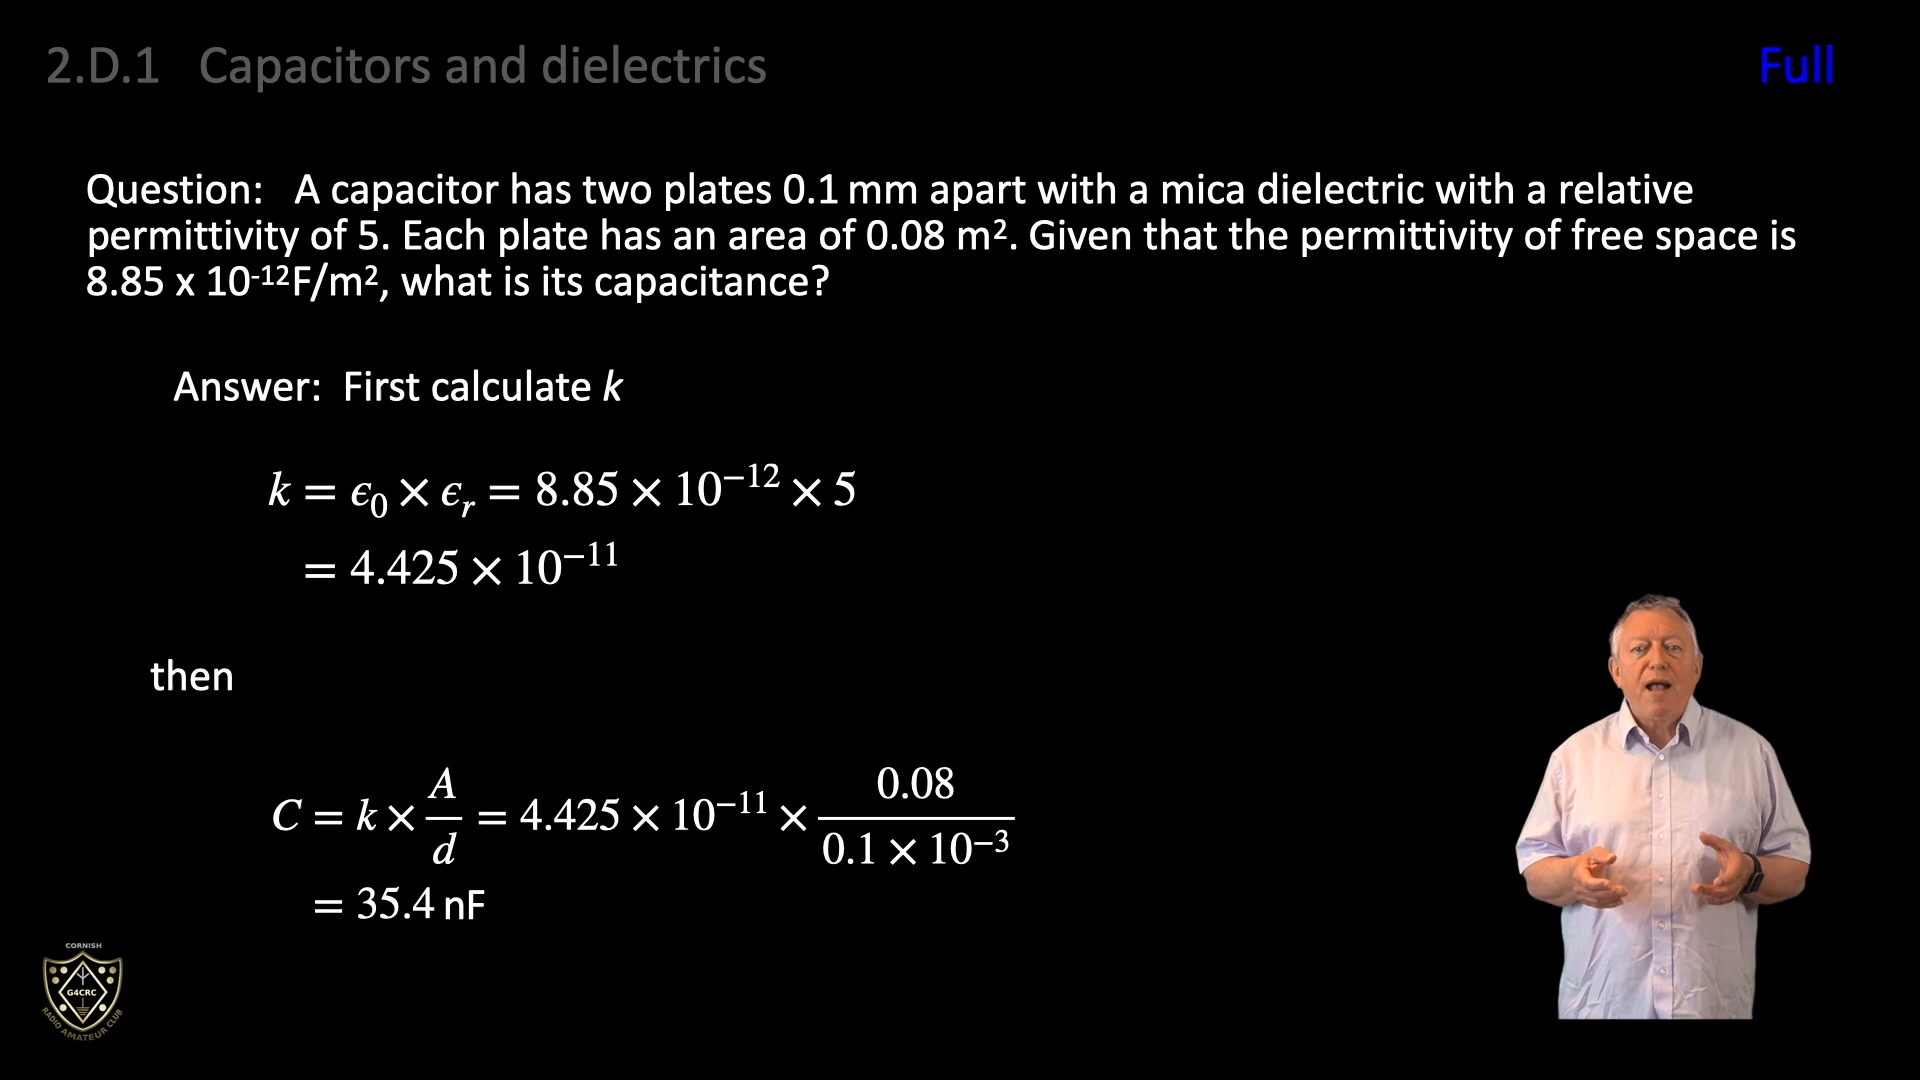 2.D.1 Capacitors and dielectrics
Full
Question: A capacitor has two plates 0.1 mm apart with a mica dielectric with a relative
permittivity of 5. Each plate has an area of 0.08 m². Given that the permittivity of free space is
8.85 x 10⁻¹²F/m², what is its capacitance?
Answer: First calculate k
k = ϵ₀ × ϵᵣ = 8.85 × 10⁻¹² × 5
= 4.425 × 10⁻¹¹
then
C = k × A/d = 4.425 × 10⁻¹¹ × 0.08/0.1 × 10⁻³
= 35.4 nF
CORNISH
G4CRC
RADIO AMATEUR CLUB